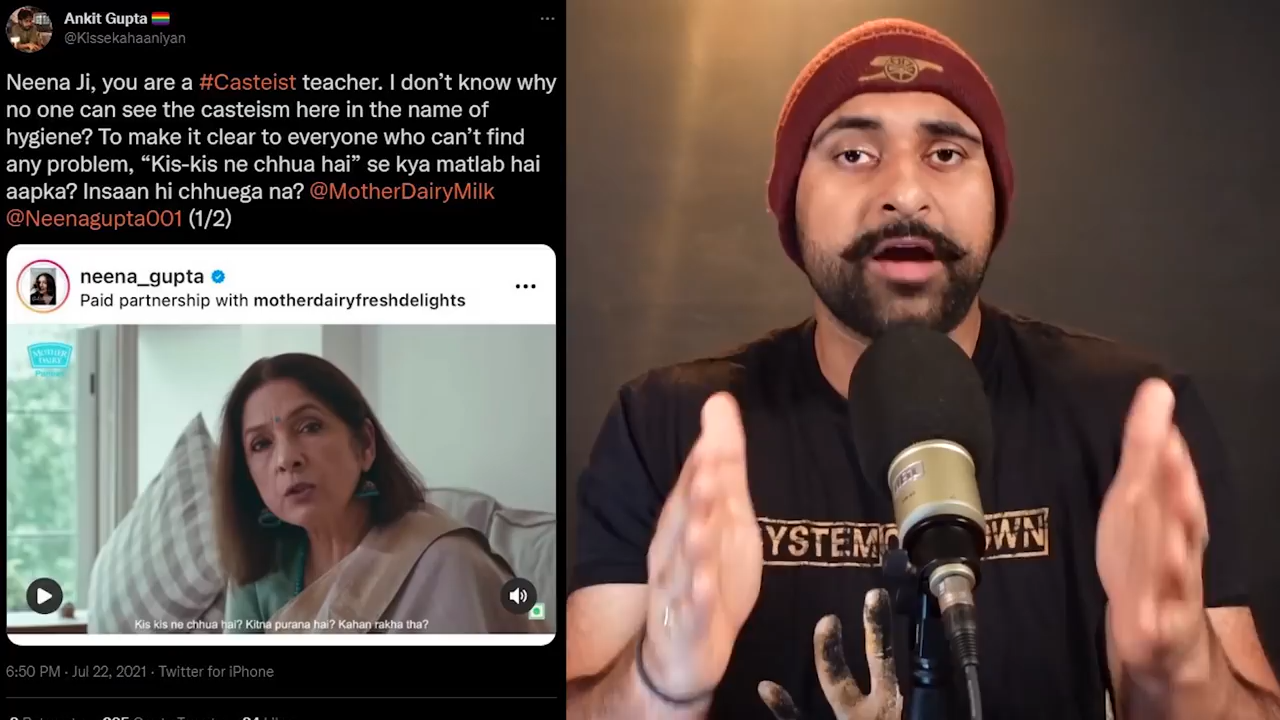 Ankit Gupta
@Kissekahaaniyan
Neena Ji, you are a #Casteist teacher. I don’t know why
no one can see the casteism here in the name of
hygiene? To make it clear to everyone who can’t find
any problem, “Kis-kis ne chhua hai” se kya matlab hai
aapka? Insaan hi chhuega na? @MotherDairyMilk
@Neenagupta001 (1/2)
neena_gupta
Paid partnership with motherdairyfreshdelights
MOTHER
DAIRY
Kis kis ne chhua hai? Kitna purana hai? Kahan rakha tha?
6:50 PM · Jul 22, 2021 · Twitter for iPhone